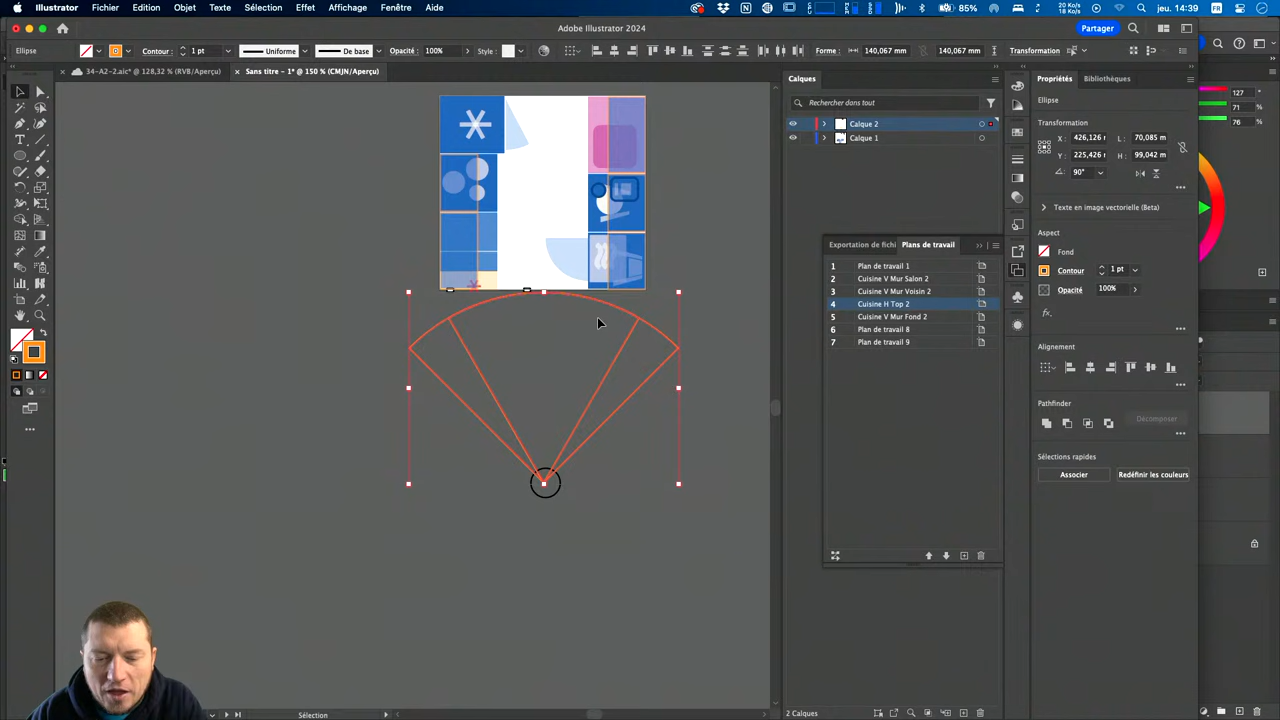 Illustrator Fichier Edition Objet Texte Sélection Effet Affichage Fenêtre Aide 85% FR jeu. 14:39
Adobe Illustrator 2024 Partager
Ellipse Contour : 1 pt Uniforme De base Opacité : 100% Style : Forme : 140,067 mm 140,067 mm Transformation
× 34-A2-2.aic* @ 128,32 % (RVB/Aperçu) × Sans titre - 1* @ 150 % (CMJN/Aperçu)
Calques
Rechercher dans tout
Calque 2
Calque 1
Propriétés Bibliothèques
Ellipse
Transformation
X : 426,126 L : 70,085 m
Y : 225,426 H : 99,042 m
90°
Texte en image vectorielle (Beta)
Aspect
Fond
Contour 1 pt
Opacité 100%
fx.
Alignement
Pathfinder
Décomposer
Sélections rapides
Associer Redéfinir les couleurs
Exportation de fichi Plans de travail
1 Plan de travail 1
2 Cuisine V Mur Salon 2
3 Cuisine V Mur Voisin 2
4 Cuisine H Top 2
5 Cuisine V Mur Fond 2
6 Plan de travail 8
7 Plan de travail 9
127
71
76
Sélection
2 Calques